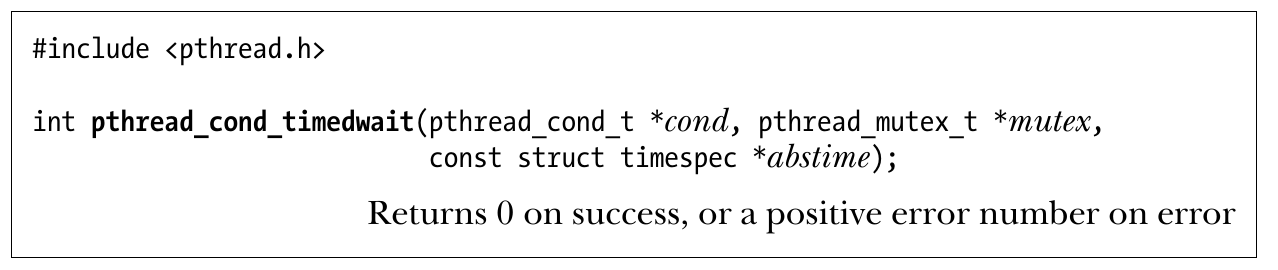 #include <pthread.h>
int pthread_cond_timedwait(pthread_cond_t *cond, pthread_mutex_t *mutex,
const struct timespec *abstime);
Returns 0 on success, or a positive error number on error